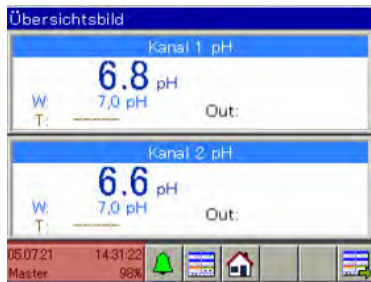 Übersichtsbild
Kanal 1 pH
6.8 pH
W: 7,0 pH
Out:
T: -----
Kanal 2 pH
6.6 pH
W: 7,0 pH
Out:
T: -----
05.07.21 14:31:22
Master 98%